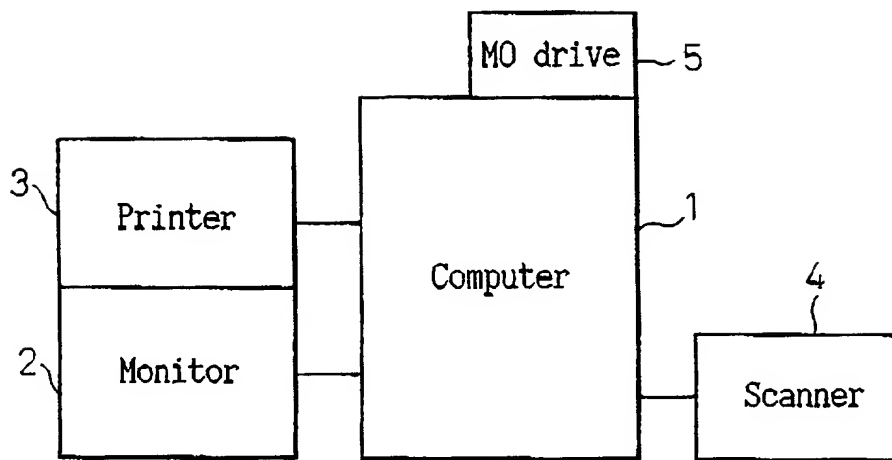 MO drive
5
3
Printer
1
Computer
4
2
Monitor
Scanner